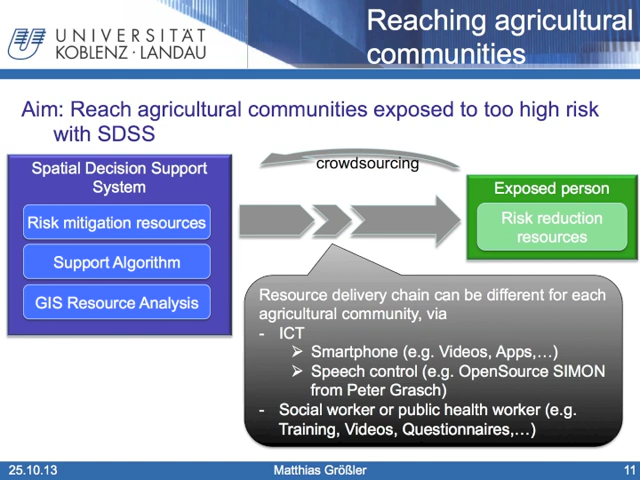 UNIVERSITÄT
KOBLENZ · LANDAU
Reaching agricultural
communities
Aim: Reach agricultural communities exposed to too high risk
with SDSS
Spatial Decision Support
System
Risk mitigation resources
Support Algorithm
GIS Resource Analysis
crowdsourcing
Exposed person
Risk reduction
resources
Resource delivery chain can be different for each
agricultural community, via
- ICT
➢ Smartphone (e.g. Videos, Apps,…)
➢ Speech control (e.g. OpenSource SIMON
from Peter Grasch)
- Social worker or public health worker (e.g.
Training, Videos, Questionnaires,…)
25.10.13
Matthias Größler
11